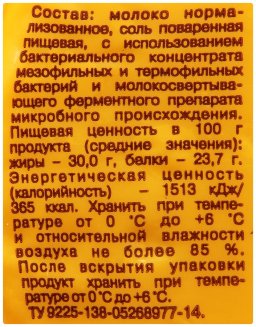 Состав: молоко норма-
лизованное, соль поваренная
пищевая, с использованием
бактериального концентрата
мезофильных и термофильных
бактерий и молокосвертыва-
ющего ферментного препарата
микробного происхождения.
Пищевая ценность в 100 г
продукта (средние значения):
жиры – 30,0 г, белки – 23,7 г.
Энергетическая ценность
(калорийность) – 1513 кДж/
365 ккал. Хранить при темпе-
ратуре от 0 °С до +6 °С
и относительной влажности
воздуха не более 85 %.
После вскрытия упаковки
продукт хранить при темпе-
ратуре от 0°С до +6°С.
ТУ 9225-138-05268977-14.